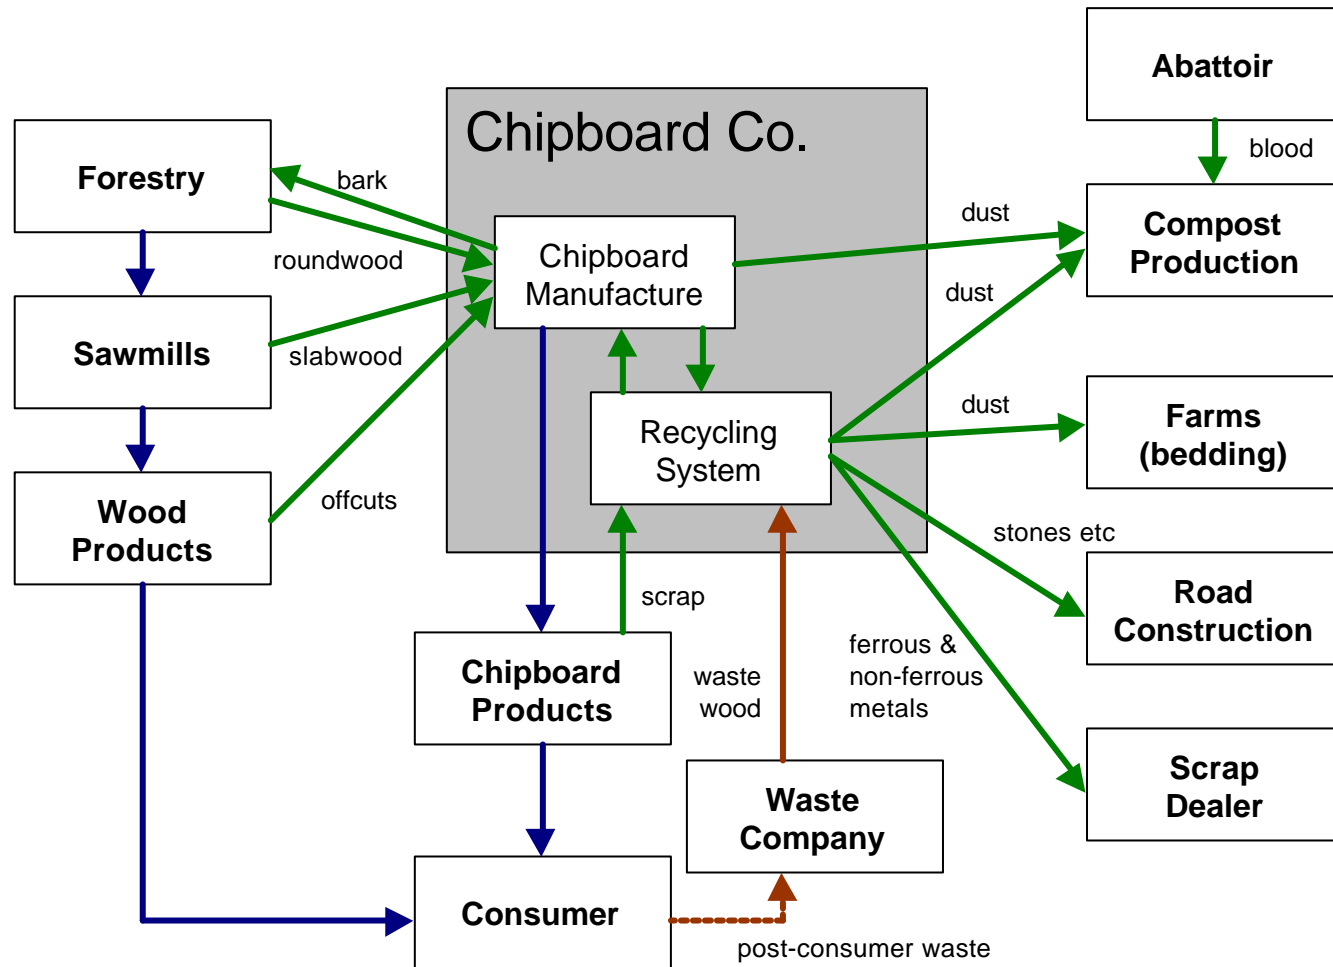 Abattoir
blood
Chipboard Co.
Forestry
bark
roundwood
Chipboard
Manufacture
dust
Compost
Production
dust
Sawmills
slabwood
Recycling
System
dust
Farms
(bedding)
Wood
Products
offcuts
stones etc
scrap
Road
Construction
Chipboard
Products
waste
wood
ferrous &
non-ferrous
metals
Waste
Company
Scrap
Dealer
Consumer
post-consumer waste